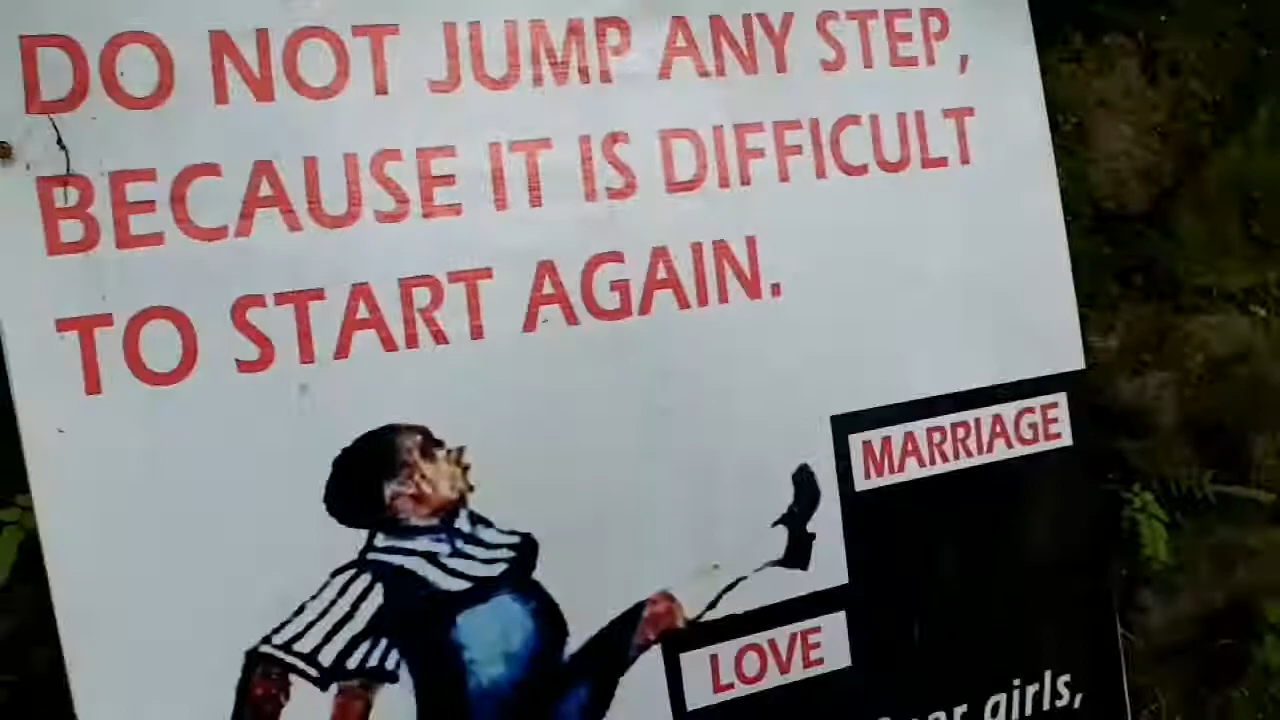 DO NOT JUMP ANY STEP,
BECAUSE IT IS DIFFICULT
TO START AGAIN.
MARRIAGE
LOVE
girls,